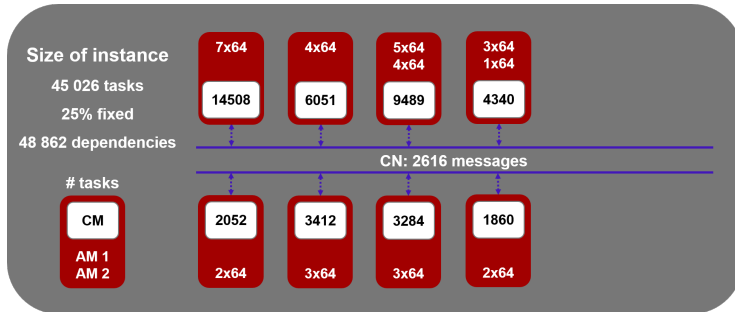 Size of instance
45 026 tasks
25% fixed
48 862 dependencies
# tasks
CM
AM 1
AM 2
7x64
14508
4x64
6051
5x64
4x64
9489
3x64
1x64
4340
CN: 2616 messages
2052
2x64
3412
3x64
3284
3x64
1860
2x64